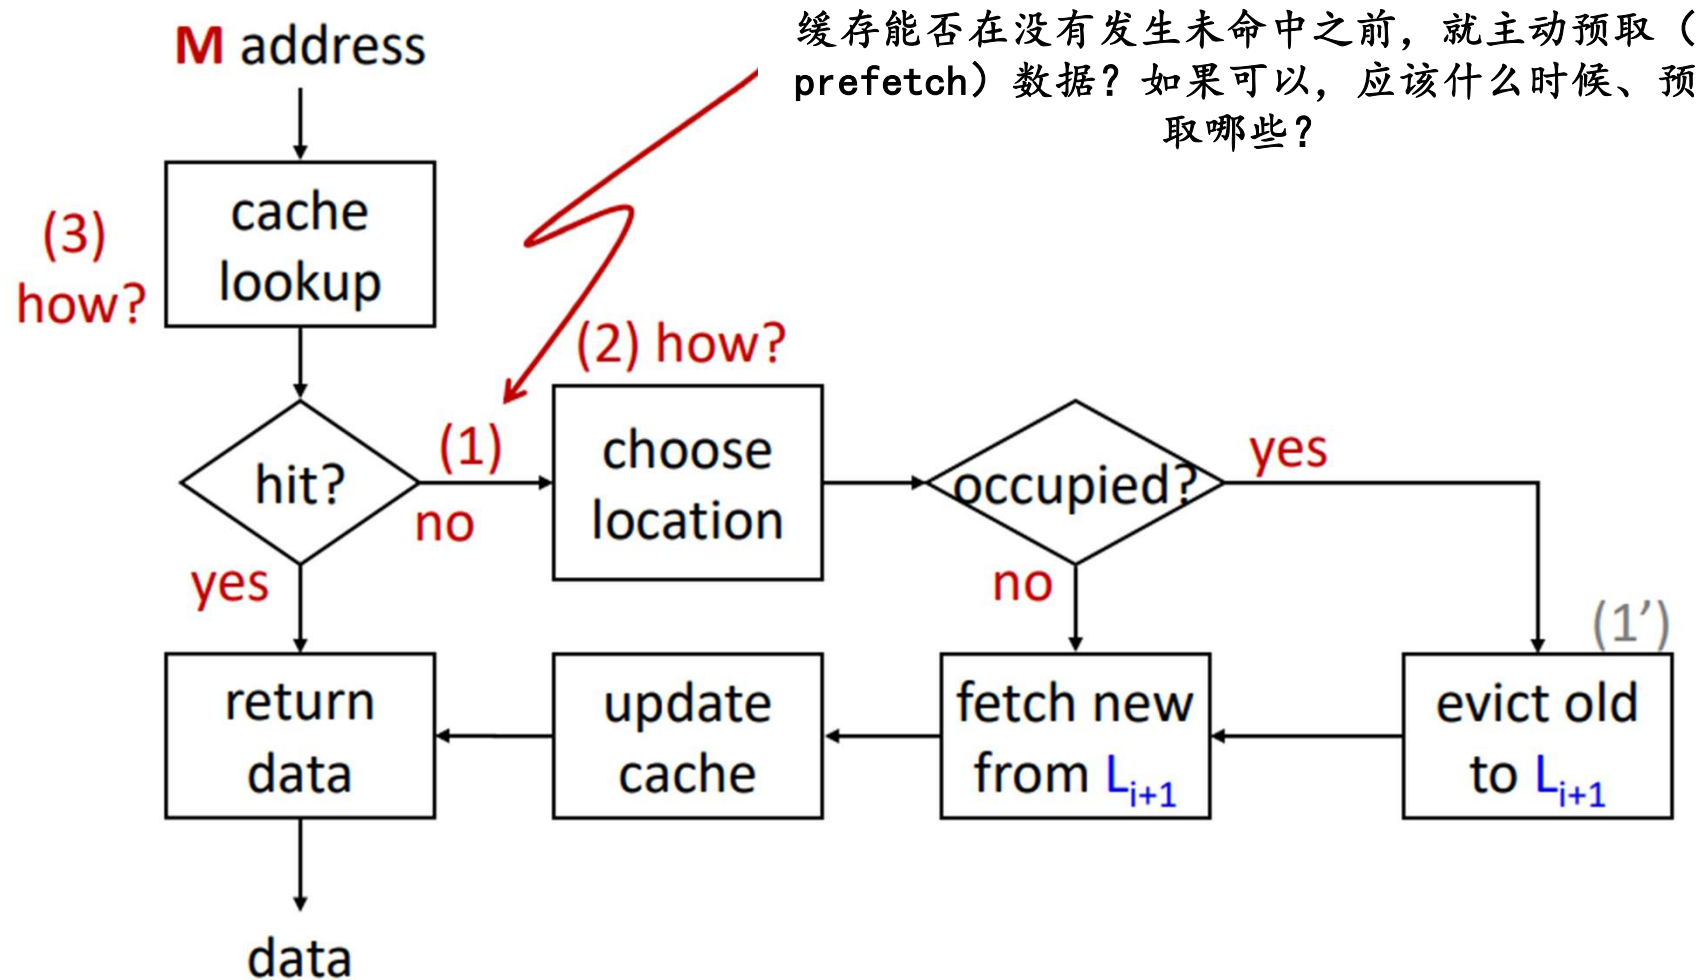 M address
缓存能否在没有发生未命中之前，就主动预取（
prefetch）数据？如果可以，应该什么时候、预
取哪些？
cache
lookup
(3)
how?
(2) how?
hit?
(1)
no
yes
choose
location
occupied?
yes
no
(1’)
return
data
update
cache
fetch new
from Li+1
evict old
to Li+1
data